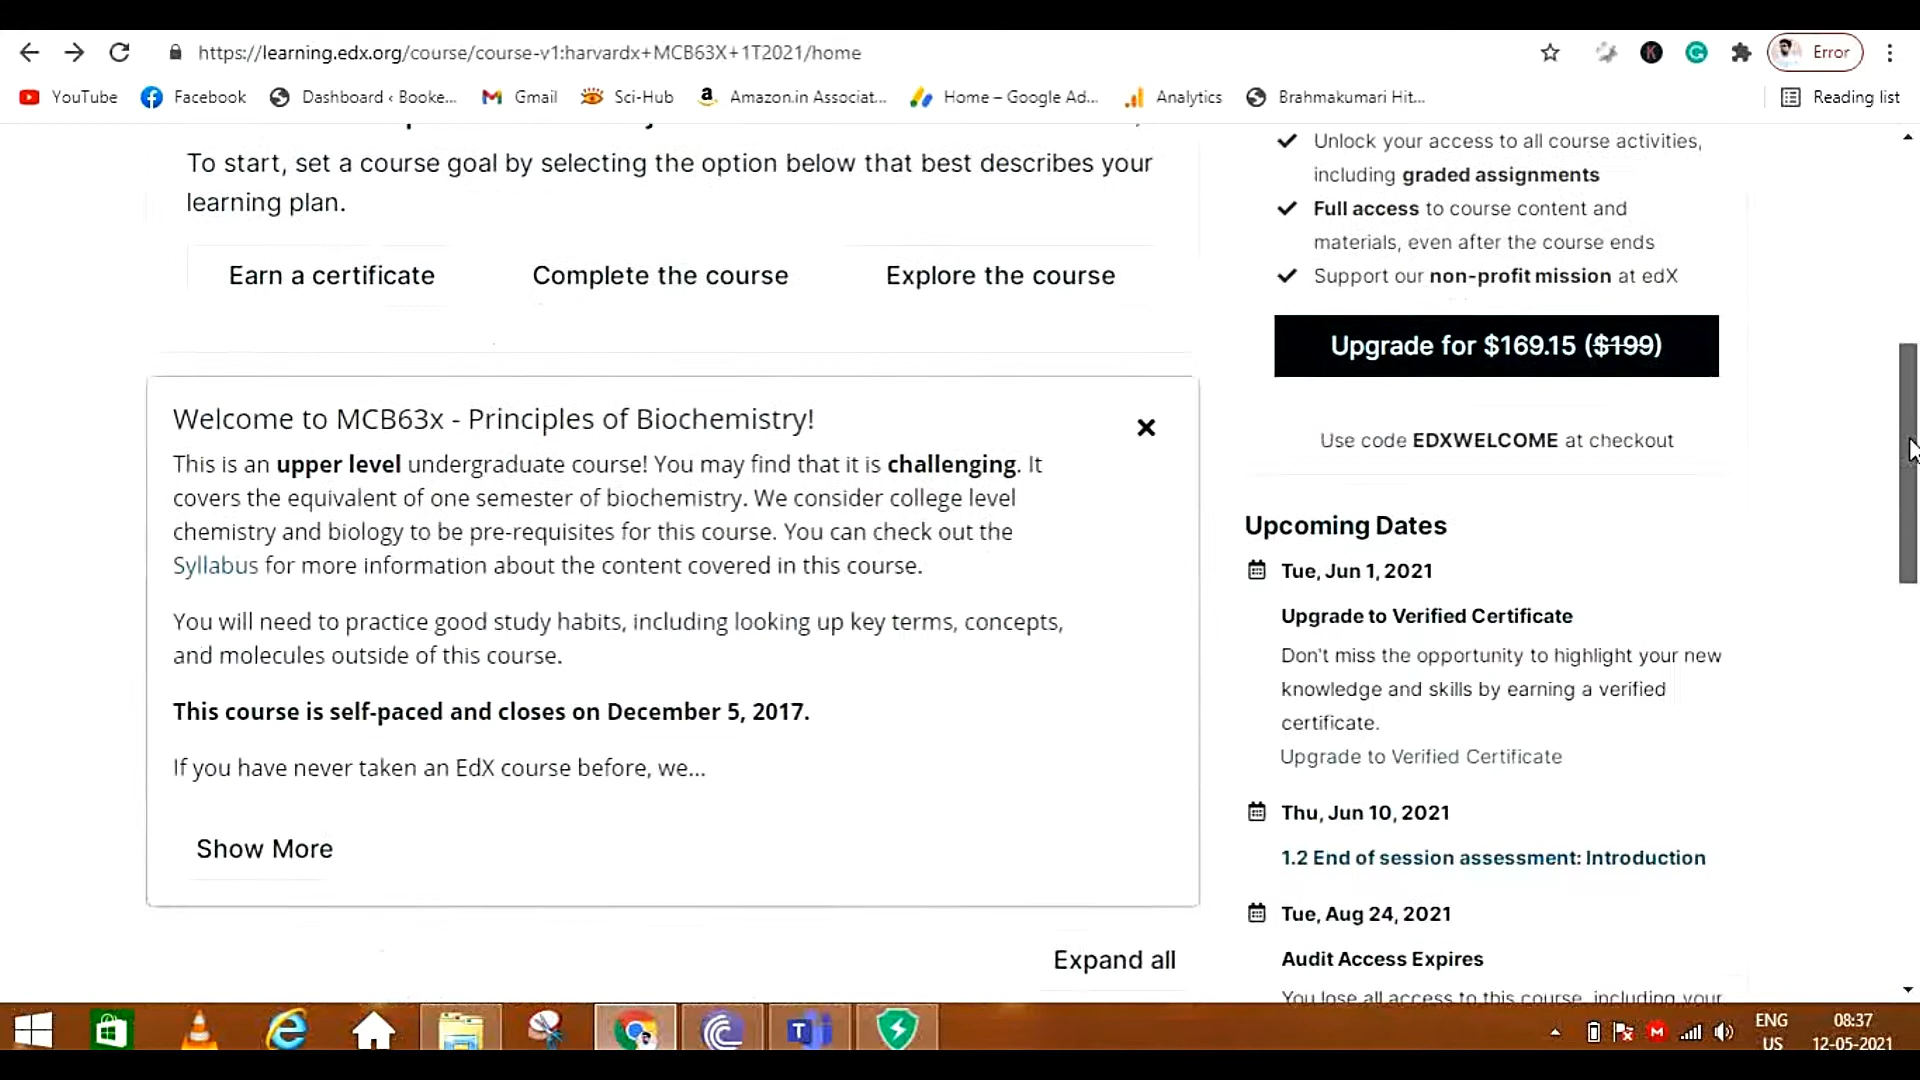 https://learning.edx.org/course/course-v1:harvardx+MCB63X+1T2021/home
Error
YouTube
Facebook
Dashboard ‹ Booke...
Gmail
Sci-Hub
Amazon.in Associat...
Home – Google Ad...
Analytics
Brahmakumari Hit...
Reading list
To start, set a course goal by selecting the option below that best describes your
learning plan.
Earn a certificate
Complete the course
Explore the course
Welcome to MCB63x - Principles of Biochemistry!
This is an upper level undergraduate course! You may find that it is challenging. It
covers the equivalent of one semester of biochemistry. We consider college level
chemistry and biology to be pre-requisites for this course. You can check out the
Syllabus for more information about the content covered in this course.
You will need to practice good study habits, including looking up key terms, concepts,
and molecules outside of this course.
This course is self-paced and closes on December 5, 2017.
If you have never taken an EdX course before, we...
Show More
Expand all
Unlock your access to all course activities,
including graded assignments
Full access to course content and
materials, even after the course ends
Support our non-profit mission at edX
Upgrade for $169.15 ($199)
Use code EDXWELCOME at checkout
Upcoming Dates
Tue, Jun 1, 2021
Upgrade to Verified Certificate
Don't miss the opportunity to highlight your new
knowledge and skills by earning a verified
certificate.
Upgrade to Verified Certificate
Thu, Jun 10, 2021
1.2 End of session assessment: Introduction
Tue, Aug 24, 2021
Audit Access Expires
You lose all access to this course, including your
ENG
US
08:37
12-05-2021